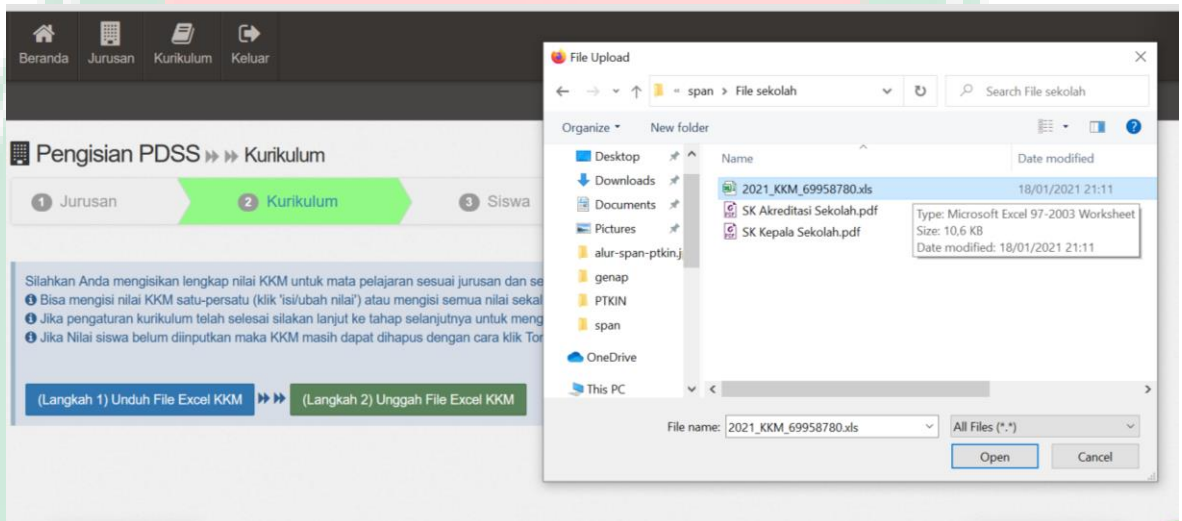 Beranda Jurusan Kurikulum Keluar
Pengisian PDSS Kurikulum
1 Jurusan
2 Kurikulum
3 Siswa
Silahkan Anda mengisikan lengkap nilai KKM untuk mata pelajaran sesuai jurusan dan se
Bisa mengisi nilai KKM satu-persatu (klik 'isi/ubah nilai') atau mengisi semua nilai sekal
Jika pengaturan kurikulum telah selesai silakan lanjut ke tahap selanjutnya untuk meng
Jika Nilai siswa belum diinputkan maka KKM masih dapat dihapus dengan cara klik Tor
(Langkah 1) Unduh File Excel KKM
(Langkah 2) Unggah File Excel KKM
File Upload
« span > File sekolah
Search File sekolah
Organize New folder
Desktop
Downloads
Documents
Pictures
alur-span-ptkin.j
genap
PTKIN
span
OneDrive
This PC
Name Date modified
2021_KKM_69958780.xls 18/01/2021 21:11
SK Akreditasi Sekolah.pdf
SK Kepala Sekolah.pdf
Type: Microsoft Excel 97-2003 Worksheet
Size: 10,6 KB
Date modified: 18/01/2021 21:11
File name: 2021_KKM_69958780.xls All Files (*.*)
Open Cancel